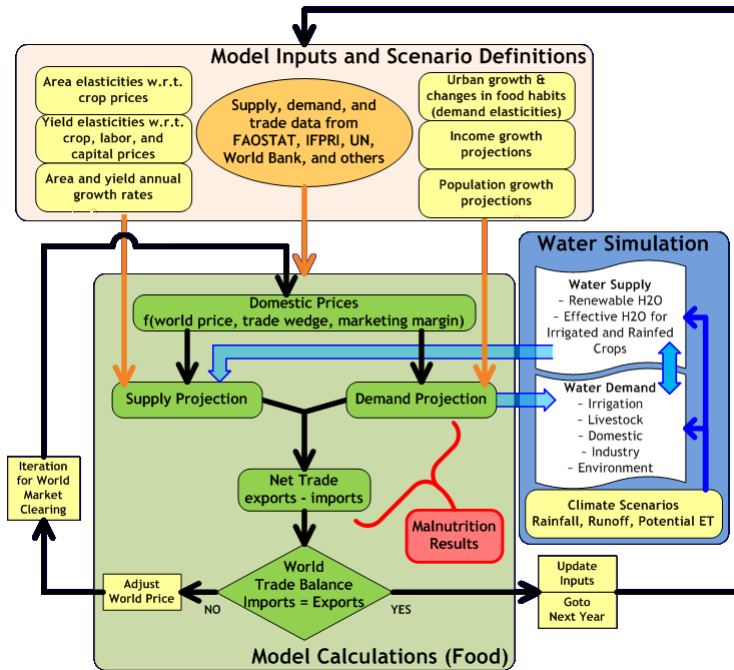 Model Inputs and Scenario Definitions
Area elasticities w.r.t.
crop prices
Yield elasticities w.r.t.
crop, labor, and
capital prices
Area and yield annual
growth rates
Supply, demand, and
trade data from
FAOSTAT, IFPRI, UN,
World Bank, and others
Urban growth &
changes in food habits
(demand elasticities)
Income growth
projections
Population growth
projections
Water Simulation
Water Supply
– Renewable H2O
– Effective H2O for
Irrigated and Rainfed
Crops
Water Demand
– Irrigation
– Livestock
– Domestic
– Industry
– Environment
Climate Scenarios
Rainfall, Runoff, Potential ET
Domestic Prices
f(world price, trade wedge, marketing margin)
Supply Projection
Demand Projection
Net Trade
exports – imports
Malnutrition
Results
World
Trade Balance
Imports = Exports
NO
YES
Adjust
World Price
Iteration
for World
Market
Clearing
Update
Inputs
Goto
Next Year
Model Calculations (Food)